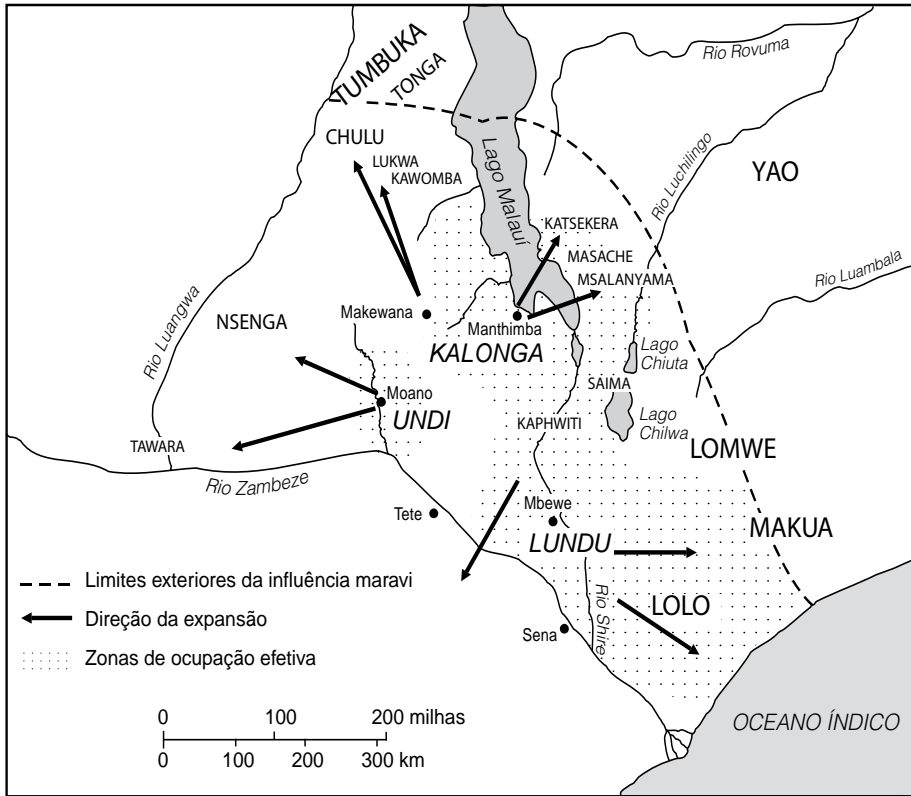 TUMBUKA
TONGA
Rio Rovuma
CHULU
LUKWA
KAWOMBA
Lago Malauí
Rio Luchilingo
YAO
KATSEKERA
MASACHE
MSALANYAMA
Rio Luambala
Rio Luangwa
NSENGA
Makewana
Manthimba
KALONGA
Lago
Chiuta
SAIMA
Moano
UNDI
KAPHWITI
Lago
Chilwa
TAWARA
LOMWE
Rio Zambeze
Tete
Mbewe
MAKUA
LUNDU
Limites exteriores da influência maravi
Direção da expansão
LOLO
Rio Shire
Sena
Zonas de ocupação efetiva
0 100 200 milhas
0 100 200 300 km
OCEANO ÍNDICO